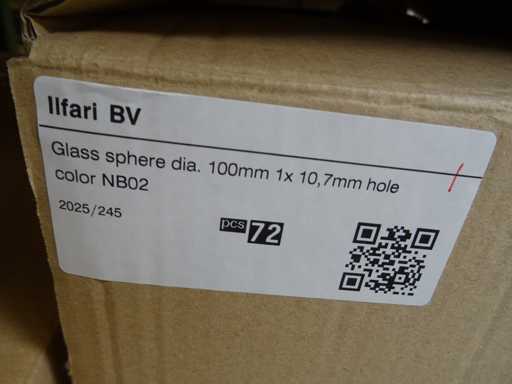 Ilfari BV
Glass sphere dia. 100mm 1x 10,7mm hole
color NB02
2025/245
pcs 72